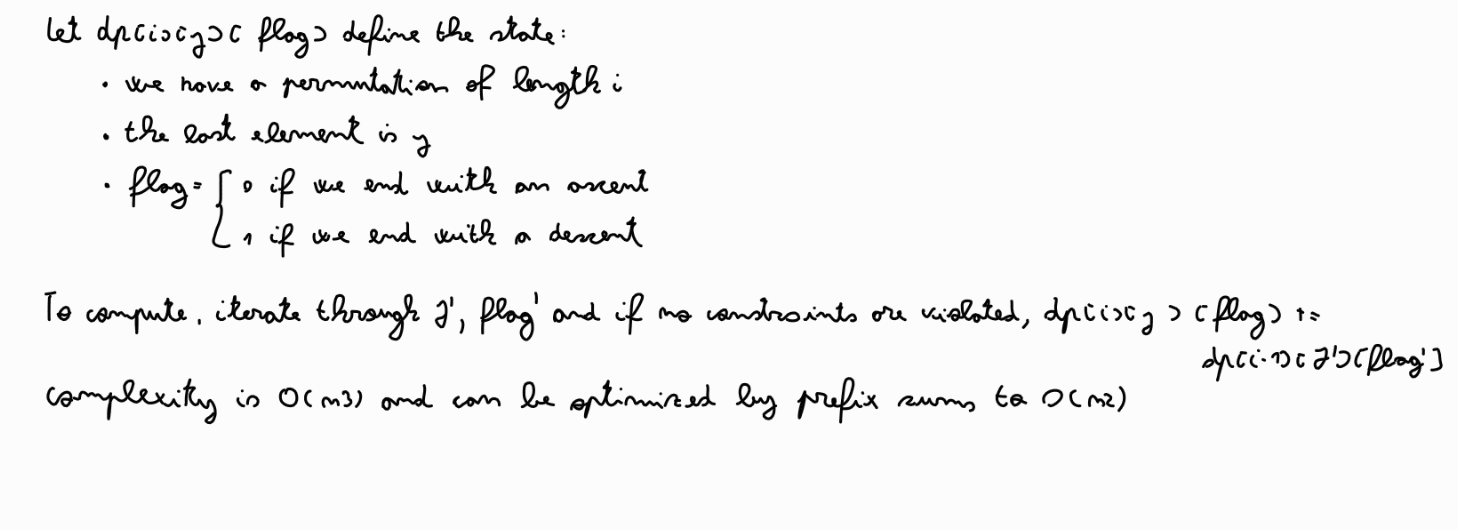 Let dp[i][j][flag] define the state:
• we have a permutation of length i
• the last element is j
• flag = { 0 if we end with an ascent
1 if we end with a descent
To compute, iterate through j', flag' and if no constraints are violated, dp[i][j][flag] +=
dp[i-1][j'][flag']
complexity is O(n3) and can be optimized by prefix sums to O(n2)